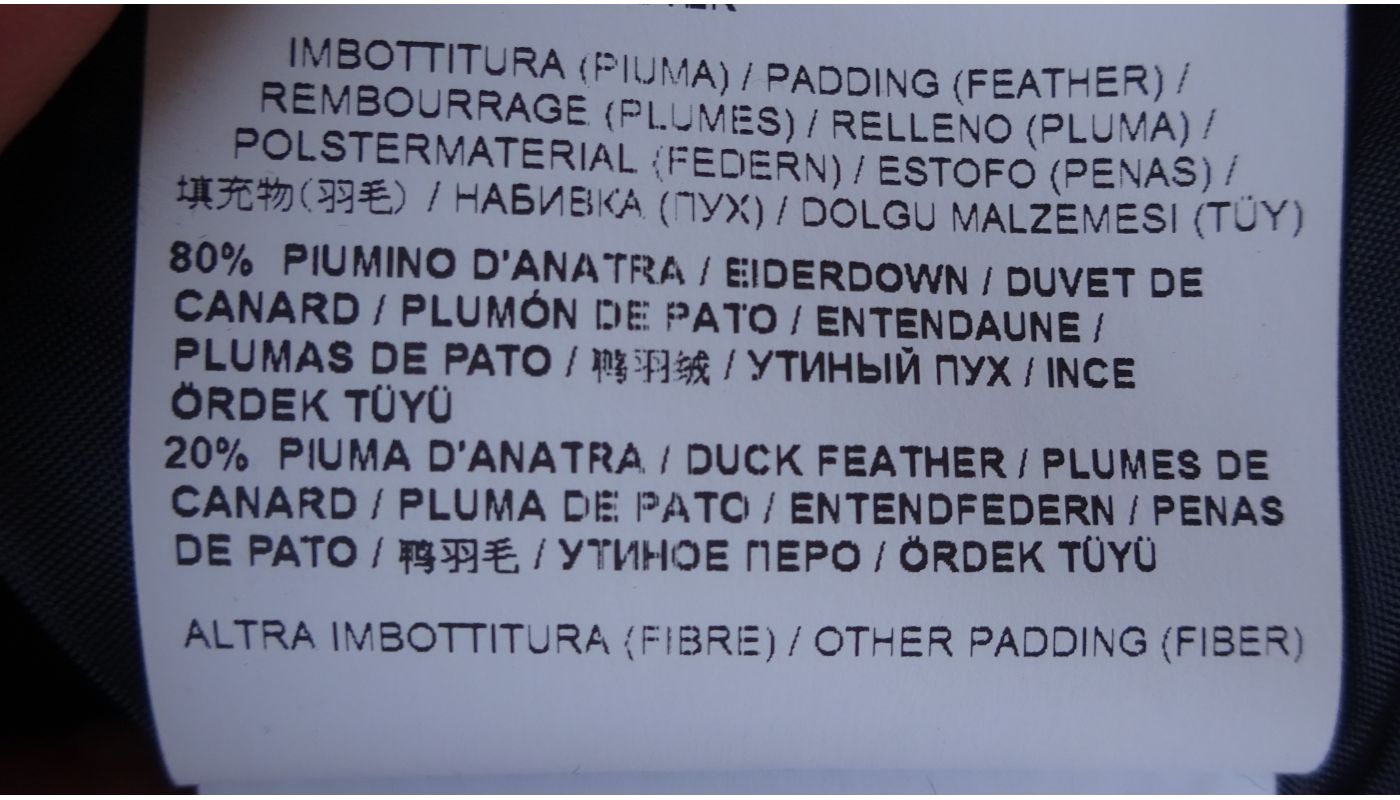 IMBOTTITURA (PIUMA) / PADDING (FEATHER) /
REMBOURRAGE (PLUMES) / RELLENO (PLUMA) /
POLSTERMATERIAL (FEDERN) / ESTOFO (PENAS) /
填充物(羽毛) / НАБИВКА (ПУХ) / DOLGU MALZEMESI (TÜY)
80% PIUMINO D'ANATRA / EIDERDOWN / DUVET DE
CANARD / PLUMÓN DE PATO / ENTENDAUNE /
PLUMAS DE PATO / 鸭羽绒 / УТИНЫЙ ПУХ / INCE
ÖRDEK TÜYÜ
20% PIUMA D'ANATRA / DUCK FEATHER / PLUMES DE
CANARD / PLUMA DE PATO / ENTENDFEDERN / PENAS
DE PATO / 鸭羽毛 / УТИНОЕ ПЕРО / ÖRDEK TÜYÜ
ALTRA IMBOTTITURA (FIBRE) / OTHER PADDING (FIBER)